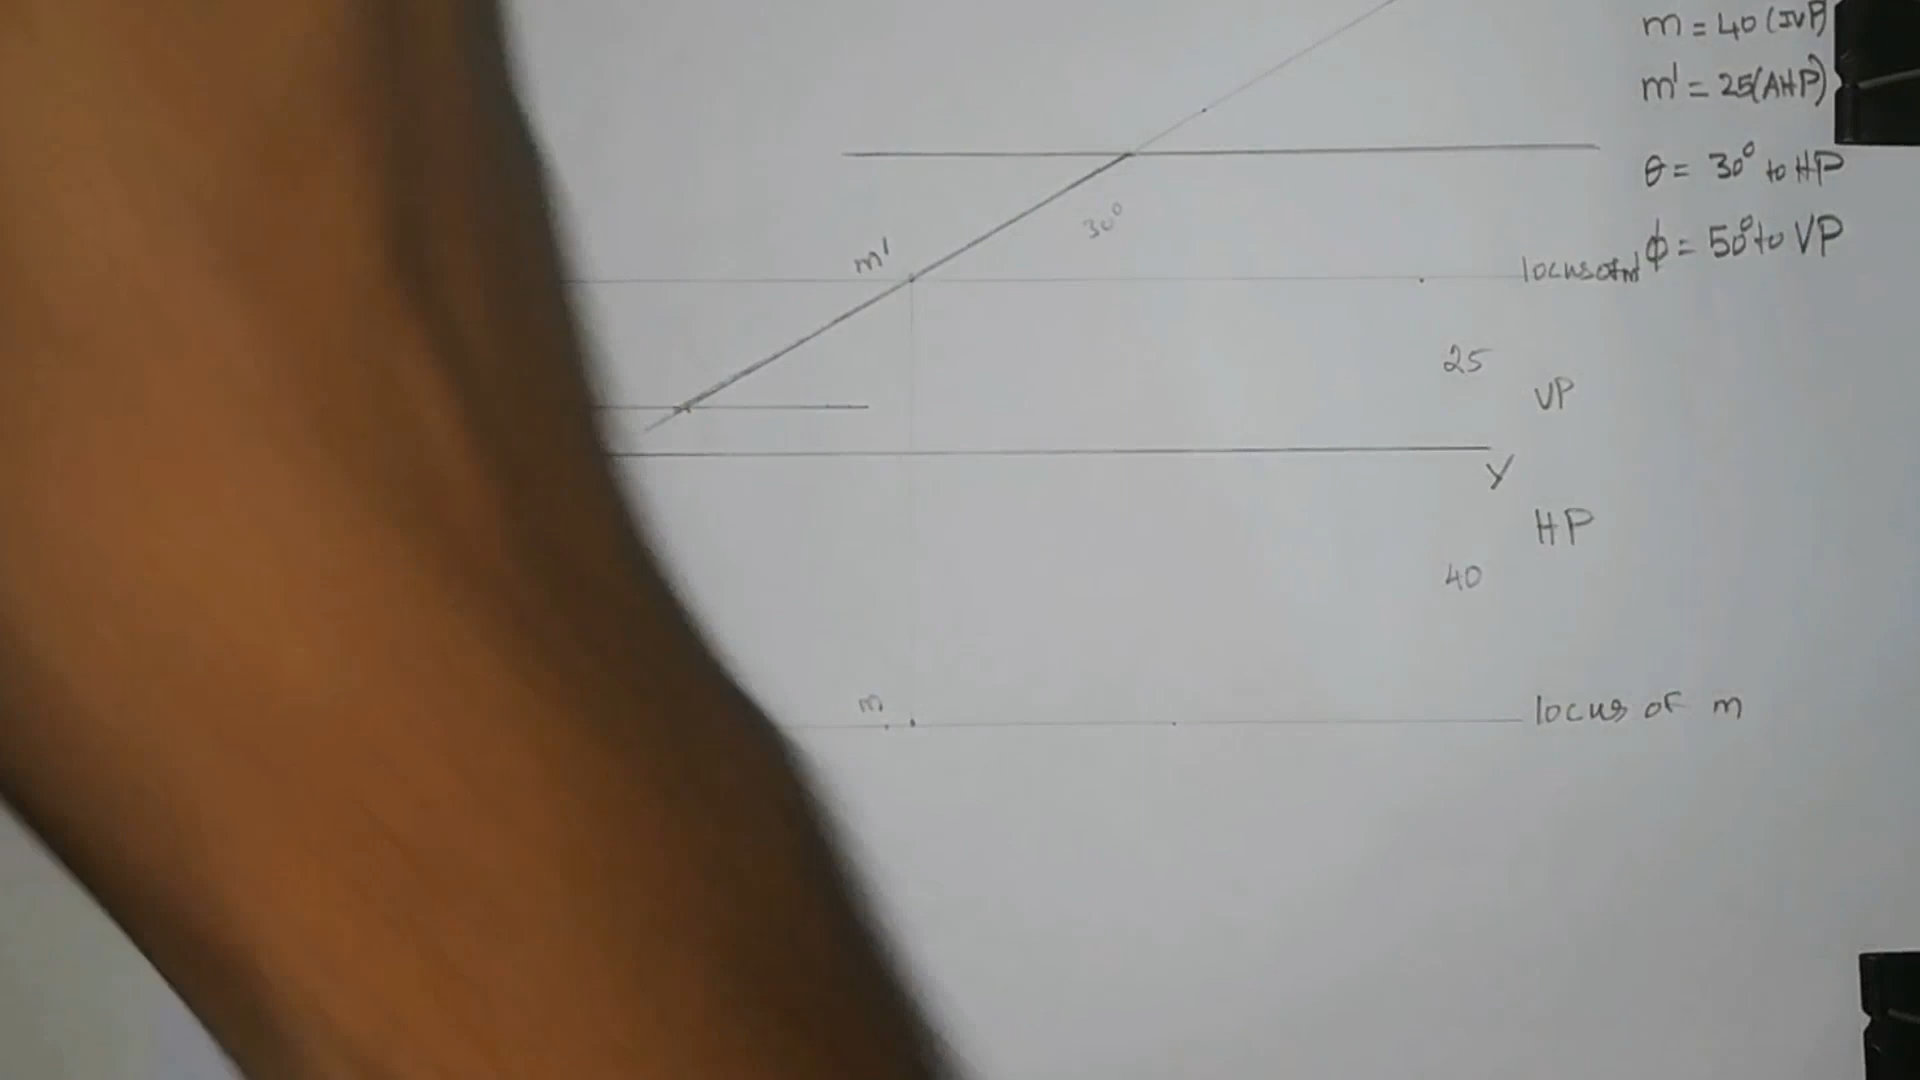 m = 40 (IVP)
m' = 25(AHP)
θ = 30° to HP
φ = 50° to VP
30°
m'
locus of m'
25
VP
Y
HP
40
m
locus of m